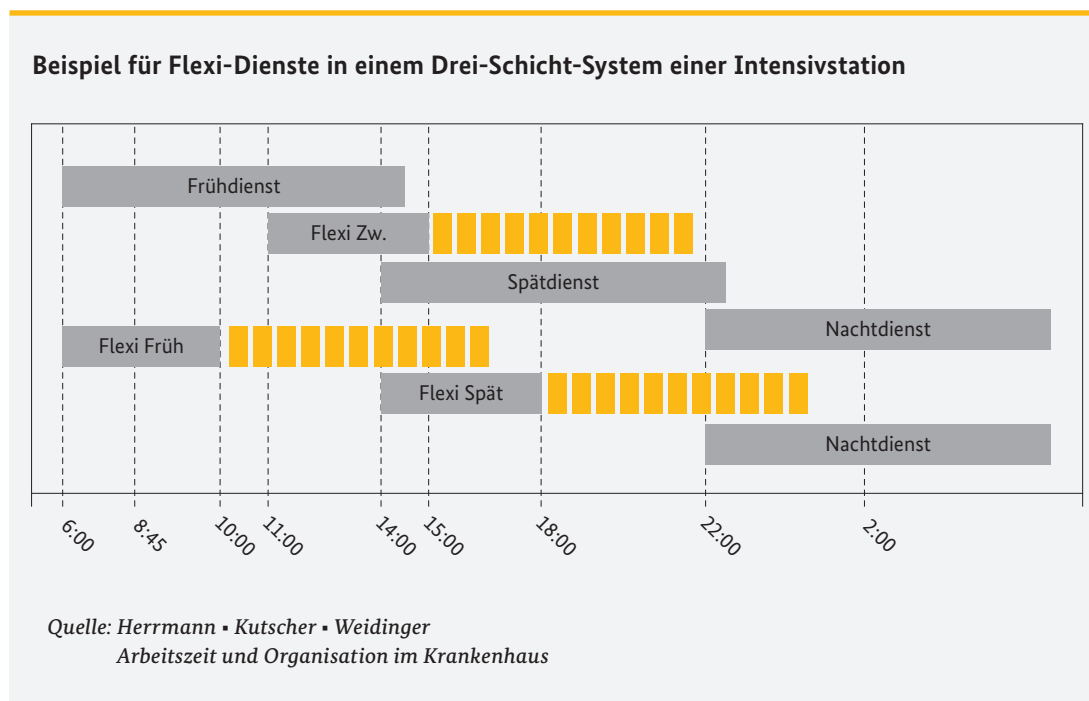 Beispiel für Flexi-Dienste in einem Drei-Schicht-System einer Intensivstation
Frühdienst
Flexi Zw.
Spätdienst
Nachtdienst
Flexi Früh
Flexi Spät
Nachtdienst
6:00
8:45
10:00
11:00
14:00
15:00
18:00
22:00
2:00
Quelle: Herrmann ▪ Kutscher ▪ Weidinger
Arbeitszeit und Organisation im Krankenhaus